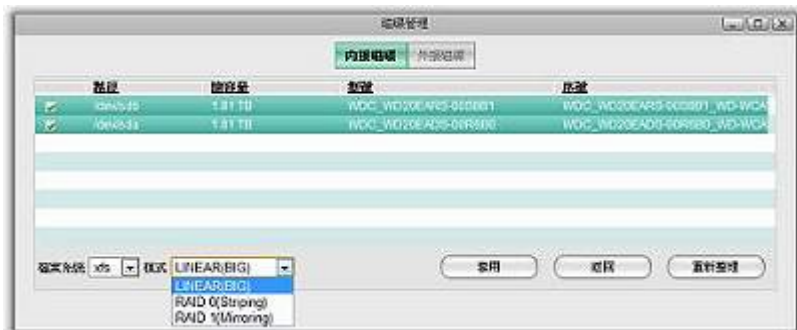 磁碟管理
內接磁碟 外接磁碟
路徑 總容量 型號 序號
/dev/sdb 1.81 TB WDC_WD20EARS-00S8B1 WDC_WD20EARS-00S8B1_WD-WCA
/dev/sda 1.81 TB WDC_WD20EADS-00R6B0 WDC_WD20EADS-00R6B0_WD-WCA
檔案系統 xfs 模式 LINEAR(BIG) 套用 返回 重新整理
LINEAR(BIG)
RAID 0(Striping)
RAID 1(Mirroring)